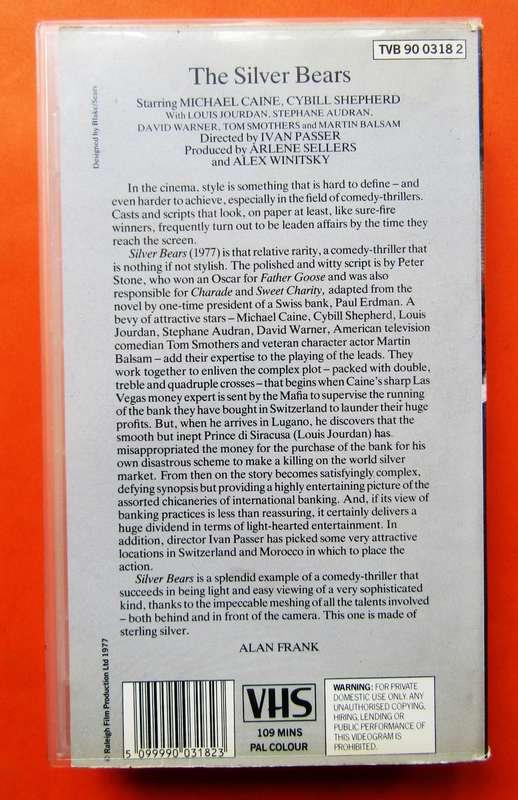 TVB 90 0318 2
The Silver Bears
Starring MICHAEL CAINE, CYBILL SHEPHERD
With LOUIS JOURDAN, STEPHANE AUDRAN,
DAVID WARNER, TOM SMOTHERS and MARTIN BALSAM
Directed by IVAN PASSER
Produced by ARLENE SELLERS
and ALEX WINITSKY
Designed by Blake/Sears
In the cinema, style is something that is hard to define – and
even harder to achieve, especially in the field of comedy-thrillers.
Casts and scripts that look, on paper at least, like sure-fire
winners, frequently turn out to be leaden affairs by the time they
reach the screen.
Silver Bears (1977) is that relative rarity, a comedy-thriller that
is nothing if not stylish. The polished and witty script is by Peter
Stone, who won an Oscar for Father Goose and was also
responsible for Charade and Sweet Charity, adapted from the
novel by one-time president of a Swiss bank, Paul Erdman. A
bevy of attractive stars – Michael Caine, Cybill Shepherd, Louis
Jourdan, Stephane Audran, David Warner, American television
comedian Tom Smothers and veteran character actor Martin
Balsam – add their expertise to the playing of the leads. They
work together to enliven the complex plot – packed with double,
treble and quadruple crosses – that begins when Caine's sharp Las
Vegas money expert is sent by the Mafia to supervise the running
of the bank they have bought in Switzerland to launder their huge
profits. But, when he arrives in Lugano, he discovers that the
smooth but inept Prince di Siracusa (Louis Jourdan) has
misappropriated the money for the purchase of the bank for his
own disastrous scheme to make a killing on the world silver
market. From then on the story becomes satisfyingly complex,
defying synopsis but providing a highly entertaining picture of the
assorted chicaneries of international banking. And, if its view of
banking practices is less than reassuring, it certainly delivers a
huge dividend in terms of light-hearted entertainment. In
addition, director Ivan Passer has picked some very attractive
locations in Switzerland and Morocco in which to place the
action.
Silver Bears is a splendid example of a comedy-thriller that
succeeds in being light and easy viewing of a very sophisticated
kind, thanks to the impeccable meshing of all the talents involved
– both behind and in front of the camera. This one is made of
sterling silver.
ALAN FRANK
© Raleigh Film Production Ltd 1977
5 099990 031823
VHS
109 MINS
PAL COLOUR
WARNING: FOR PRIVATE
DOMESTIC USE ONLY. ANY
UNAUTHORISED COPYING,
HIRING, LENDING OR
PUBLIC PERFORMANCE OF
THIS VIDEOGRAM IS
PROHIBITED.